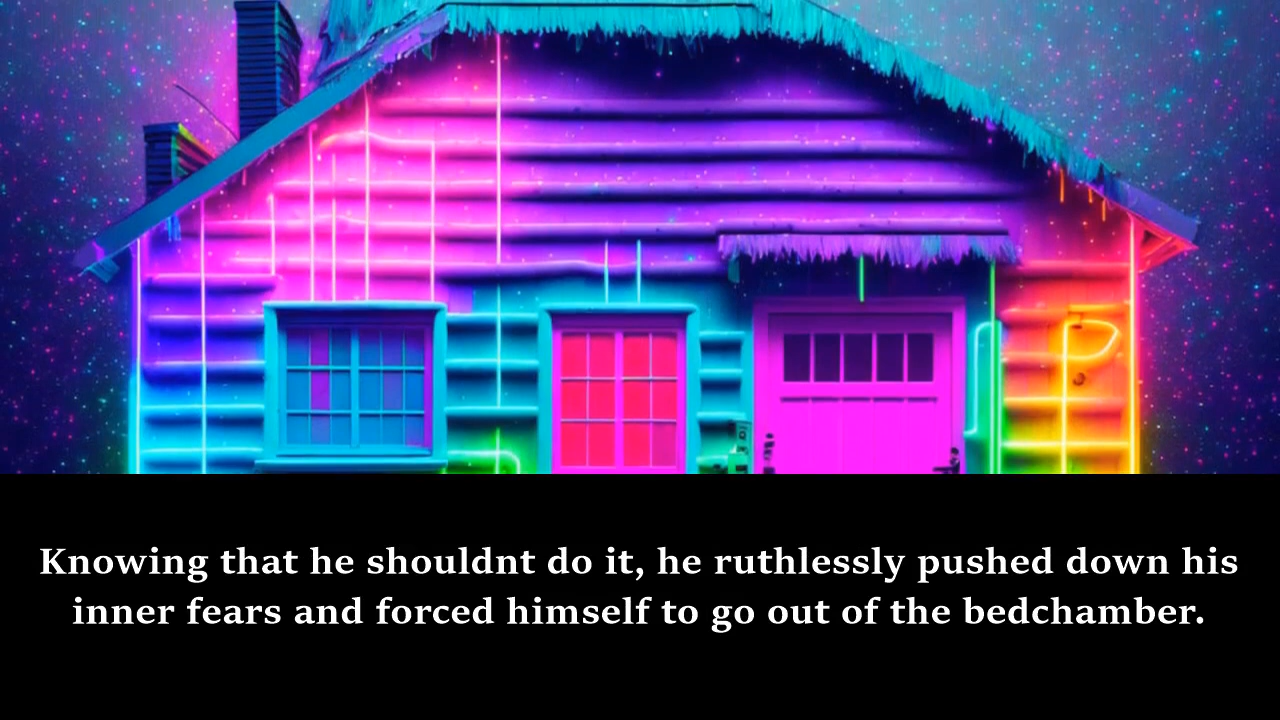 Knowing that he shouldnt do it, he ruthlessly pushed down his
inner fears and forced himself to go out of the bedchamber.